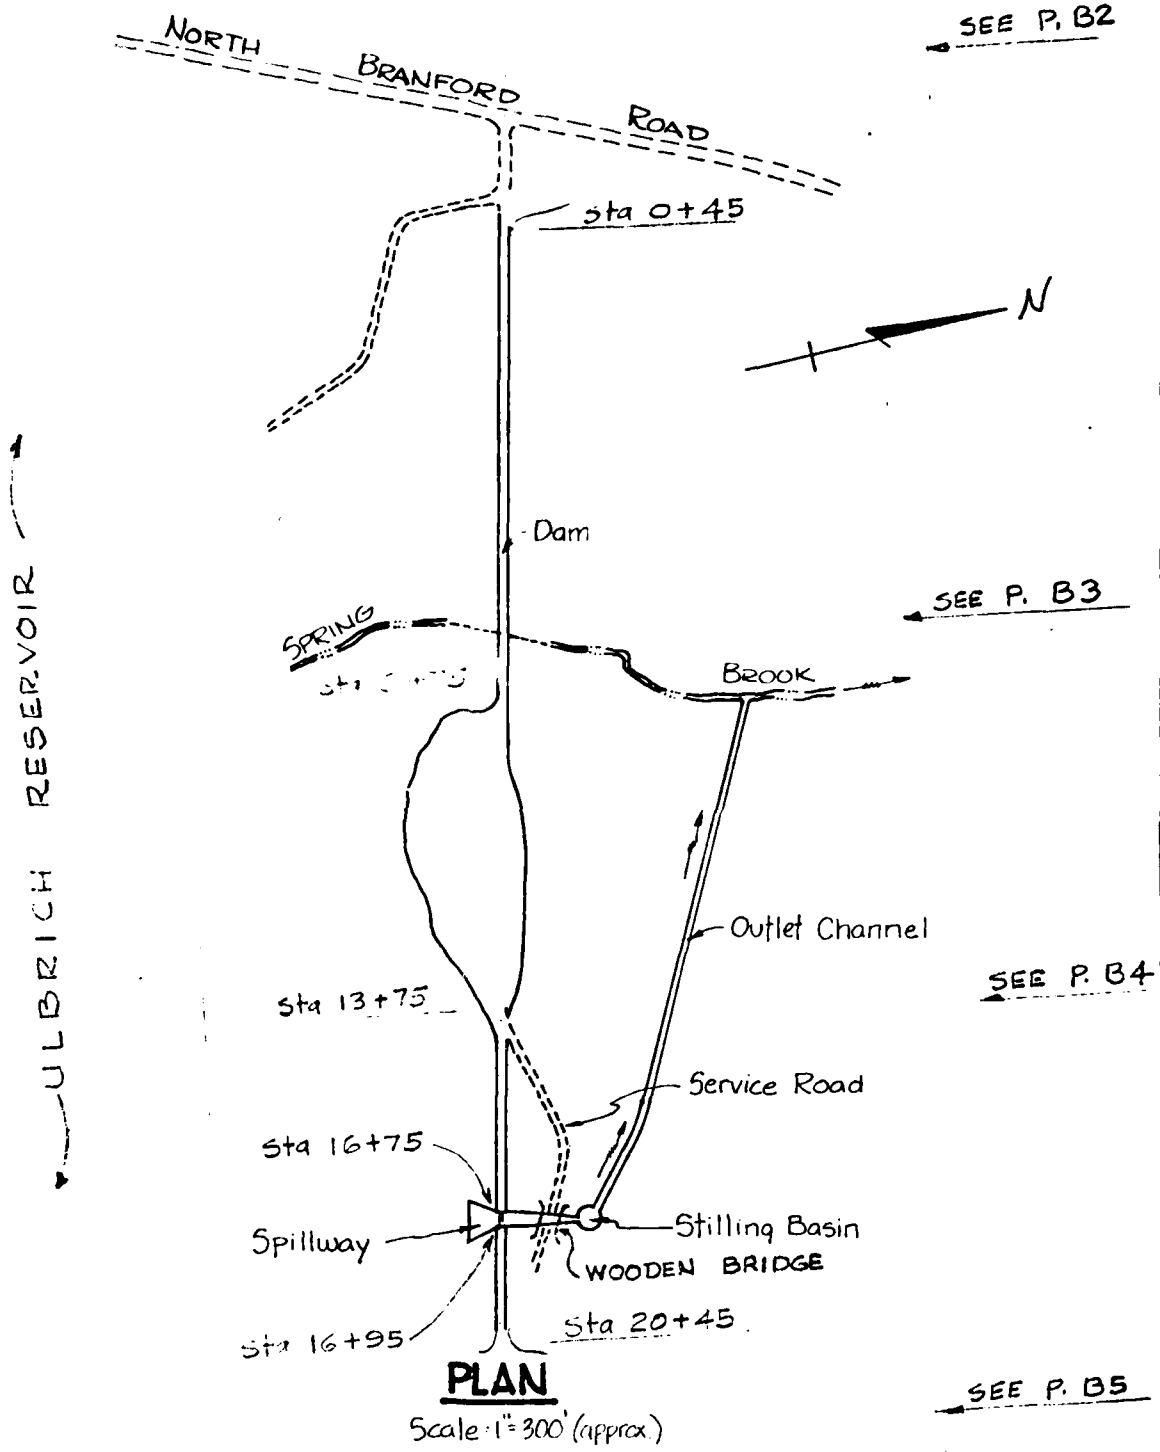 SEE P. B2
NORTH BRANFORD ROAD
Sta 0+45
N
Dam
SEE P. B3
SPRING BROOK
ULBRICH RESERVOIR
Outlet Channel
SEE P. B4
Sta 13+75
Service Road
Sta 16+75
Spillway
Stilling Basin
WOODEN BRIDGE
Sta 16+95
Sta 20+45
PLAN
SEE P. B5
Scale: 1"=300' (approx.)